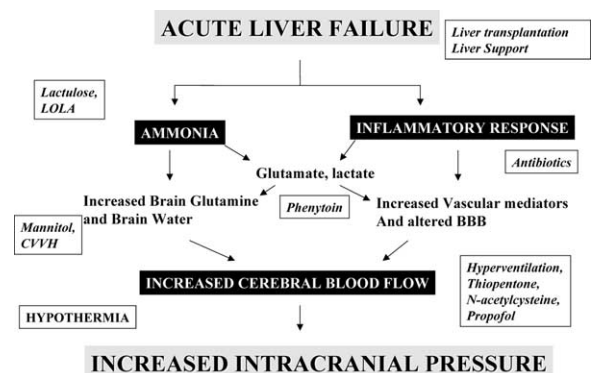 ACUTE LIVER FAILURE
Liver transplantation
Liver Support
Lactulose,
LOLA
AMMONIA
INFLAMMATORY RESPONSE
Glutamate, lactate
Antibiotics
Increased Brain Glutamine
and Brain Water
Phenytoin
Increased Vascular mediators
And altered BBB
Mannitol,
CVVH
INCREASED CEREBRAL BLOOD FLOW
Hyperventilation,
Thiopentone,
N-acetylcysteine,
Propofol
HYPOTHERMIA
INCREASED INTRACRANIAL PRESSURE